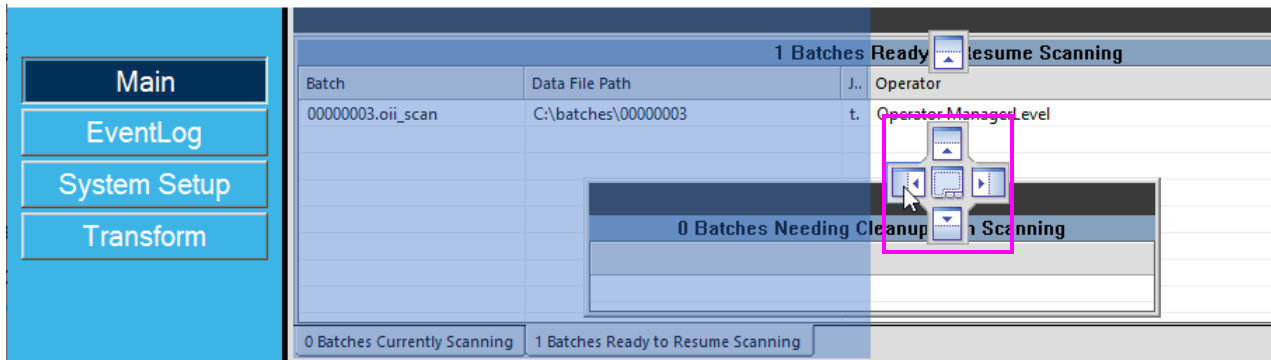 Main
EventLog
System Setup
Transform
1 Batches Ready Resume Scanning
Batch Data File Path J.. Operator
00000003.oii_scan C:\batches\00000003 t. Operator ManagerLevel
0 Batches Needing Cleanup Scanning
0 Batches Currently Scanning 1 Batches Ready to Resume Scanning